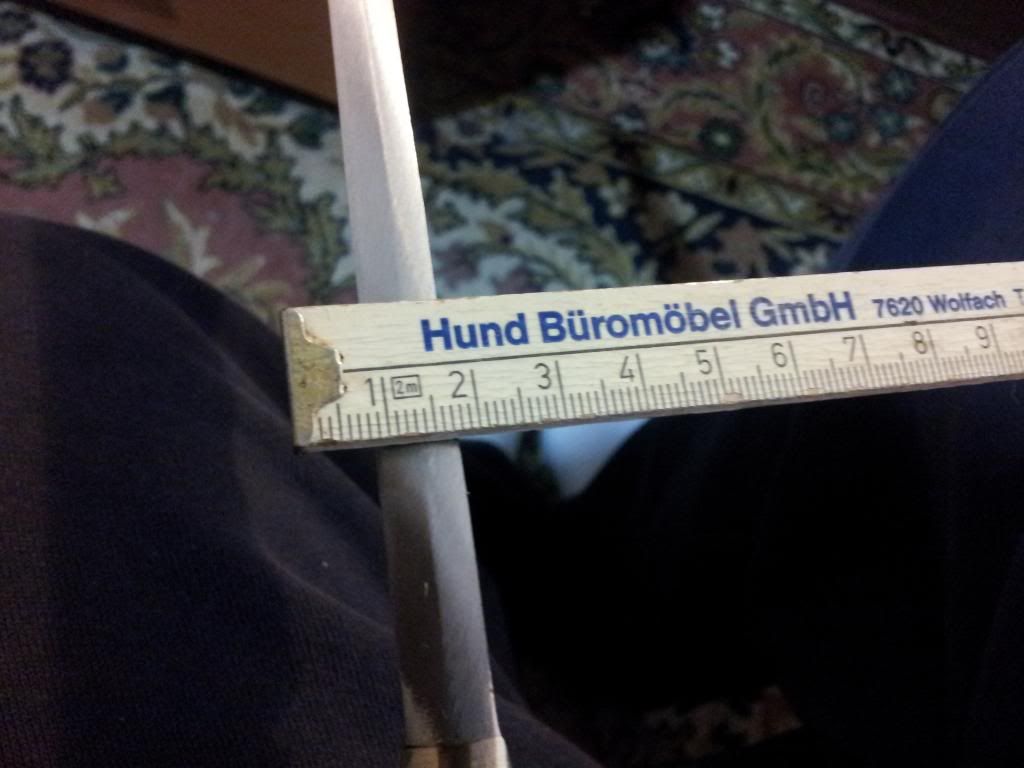 Hund Büromöbel GmbH 7620 Wolfach
1 2m 2 3 4 5 6 7 8 9